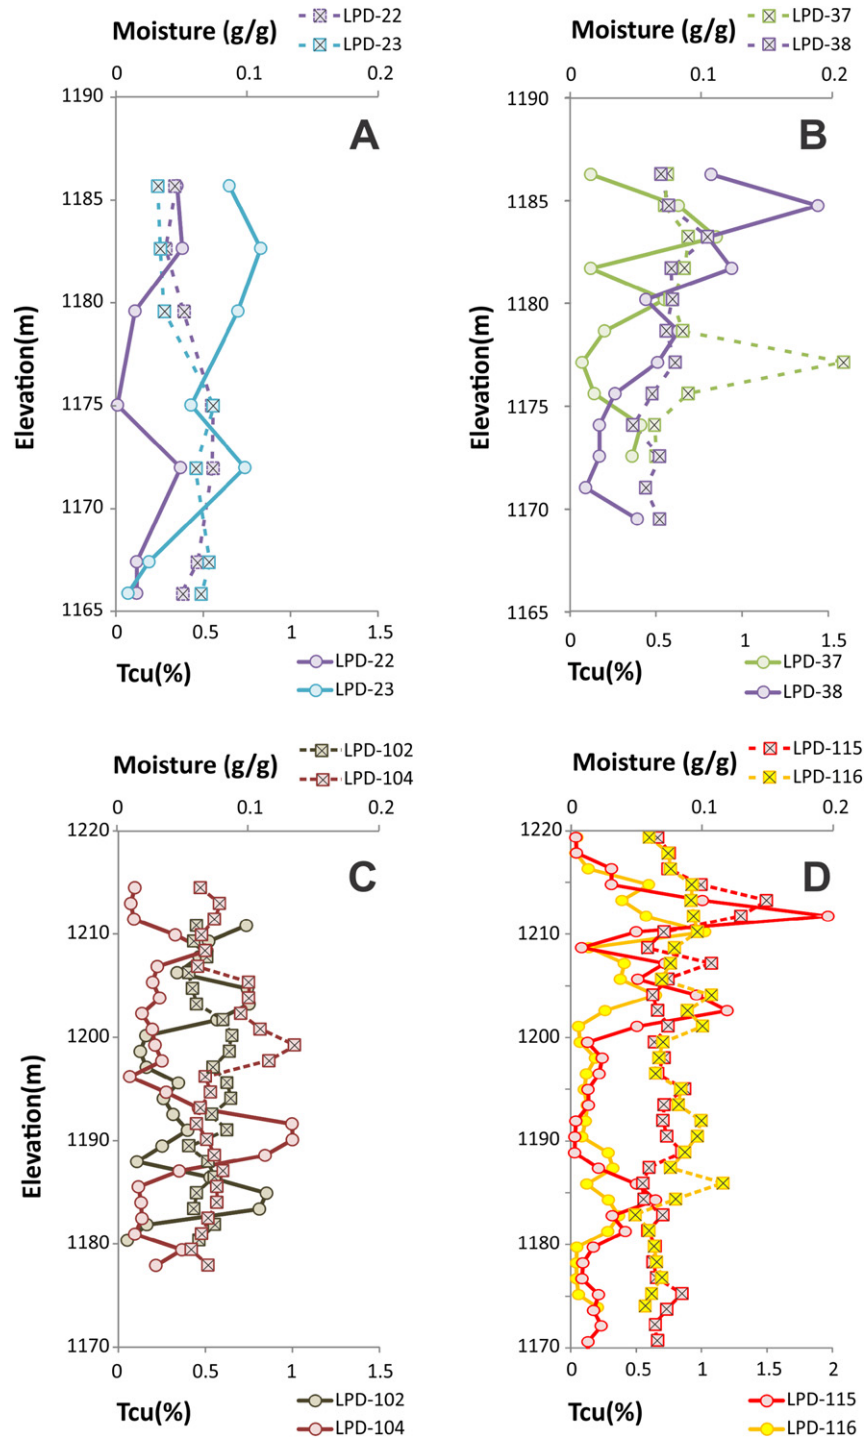 Moisture (g/g)
LPD-22
LPD-23
0 0.1 0.2
1190
1185
1180
1175
1170
1165
Elevation(m)
A
0 0.5 1 1.5
Tcu(%)
LPD-22
LPD-23
Moisture (g/g)
LPD-37
LPD-38
0 0.1 0.2
1190
1185
1180
1175
1170
1165
B
0 0.5 1 1.5
Tcu(%)
LPD-37
LPD-38
Moisture (g/g)
LPD-102
LPD-104
0 0.1 0.2
1220
1210
1200
1190
1180
1170
Elevation(m)
C
0 0.5 1 1.5
Tcu(%)
LPD-102
LPD-104
Moisture (g/g)
LPD-115
LPD-116
0 0.1 0.2
1220
1210
1200
1190
1180
1170
D
0 0.5 1 1.5 2
Tcu(%)
LPD-115
LPD-116